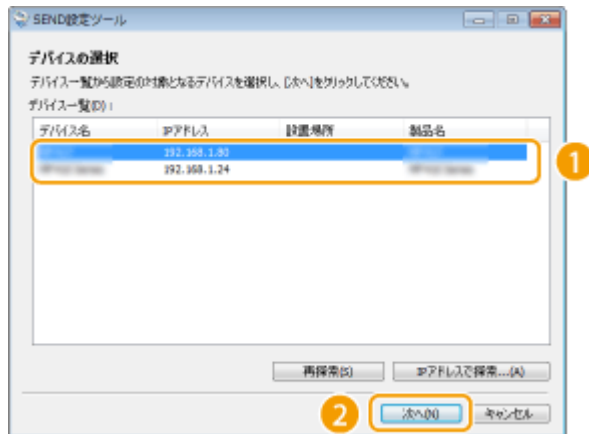 SEND設定ツール
デバイスの選択
デバイス一覧から設定の対象となるデバイスを選択し、[次へ]をクリックしてください。
デバイス一覧(D):
デバイス名 IPアドレス 設置場所 製品名
192.168.1.80
192.168.1.24
1
再探索(S) IPアドレスで探索...(A)
2 次へ(N) キャンセル